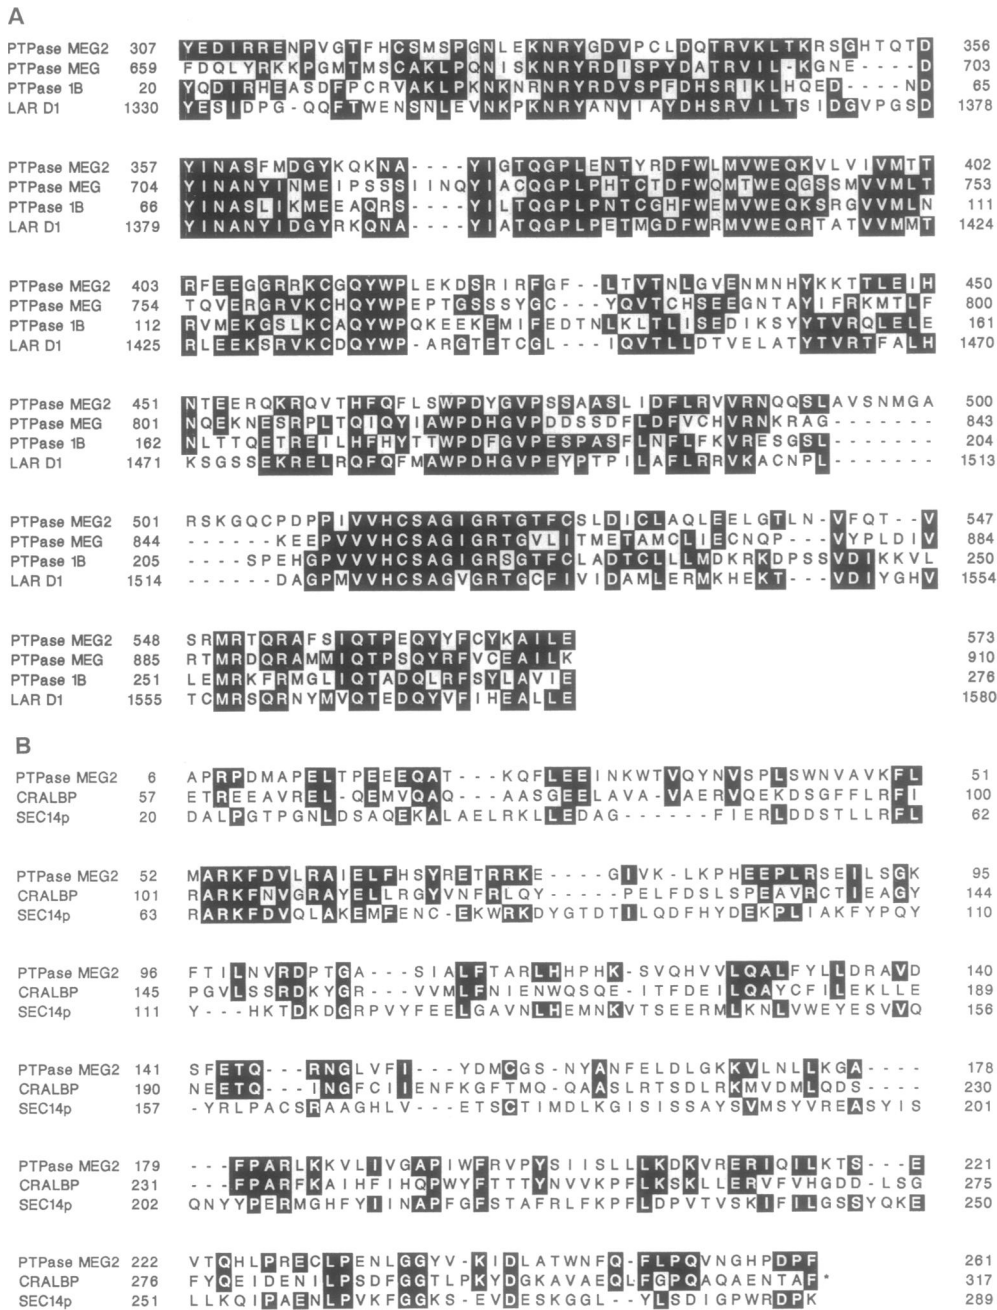 A
PTPase MEG2 307 YEDIRRENPVGTFHCSMSPGNLEKNRYGDVPCLDQTRVKLTKRSGHTQTD 356
PTPase MEG 659 FDQLYRKKPGMTMSCAKLPQNISKNRYRDISPYDATRVIL-KGNE----D 703
PTPase 1B 20 YQDIRHEASDFPCRVAKLPKNKNRNRYRDVSPFDHSRIKLHQED----ND 65
LAR D1 1330 YESIDPG-QQFTWENSNLEVNKPKNRYANVIAYDHSRVILTSIDGVPGSD 1378
PTPase MEG2 357 YINASFMDGYKQKNA----YIGTQGPLENTYRDFWLMVWEQKVLVIVMTT 402
PTPase MEG 704 YINANYINMEIPSSSIINQYIACQGPLPHTCTDFWQMTWEQGSSMVVMLT 753
PTPase 1B 66 YINASLIKMEEAQRS----YILTQGPLPNTCGHFWEMVWEQKSRGVVMLN 111
LAR D1 1379 YINANYIDGYRKQNA----YIATQGPLPETMGDFWRMVWEQRTATVVMMT 1424
PTPase MEG2 403 RFEEGGRRKCGQYWPLEKDSRIRFGF--LTVTNLGVENMNHYKKTTLEIH 450
PTPase MEG 754 TQVERGRVKCHQYWPEPTGSSSYGC---YQVTCHSEEGNTAYIFRKMTLF 800
PTPase 1B 112 RVMEKGSLKCAQYWPQKEEKEMIFEDTNLKLTLISEDIKSYYTVRQLELE 161
LAR D1 1425 RLEEKSRVKCDQYWP-ARGTETCGL---IQVTLLDTVELATYTVRTFALH 1470
PTPase MEG2 451 NTEERQKRQVTHFQFLSWPDYGVPSSAASLIDFLRVVRNQQSLAVSNMGA 500
PTPase MEG 801 NQEKNESRPLTQIQYIAWPDHGVPDDSSDFLDFVCHVRNKRAG------- 843
PTPase 1B 162 NLTTQETREILHFHYTTWPDFGVPESPASFLNFLFKVRESGSL------- 204
LAR D1 1471 KSGSSEKRELRQFQFMAWPDHGVPEYPTPILAFLRRVKACNPL------- 1513
PTPase MEG2 501 RSKGQCPDPPIVVHCSAGIGRTGTFCSLDICLAQLEELGTLN-VFQT--V 547
PTPase MEG 844 ------KEEPVVVHCSAGIGRTGVLITMETAMCLIECNQP---VYPLDIV 884
PTPase 1B 205 ----SPEHGPVVVHCSAGIGRSGTFCLADTCLLLMDKRKDPSSVDIKKVL 250
LAR D1 1514 ------DAGPMVVHCSAGVGRTGCFIVIDAMLERMKHEKT---VDIYGHV 1554
PTPase MEG2 548 SRMRTQRAFSIQTPEQYYFCYKAILE 573
PTPase MEG 885 RTMRDQRAMMIQTPSQYRFVCEAILK 910
PTPase 1B 251 LEMRKFRMGLIQTADQLRFSYLAVIE 276
LAR D1 1555 TCMRSQRNYMVQTEDQYVFIHEALLE 1580
B
PTPase MEG2 6 APRPDMAPELTPEEEQAT---KQFLEEINKWTVQYNVSPLSWNVAVKFL 51
CRALBP 57 ETREEAVREL-QEMVQAQ---AASGEELAVA-VAERVQEKDSGFFLRFI 100
SEC14p 20 DALPGTPGNLDSAQEKALAELRKLLEDAG------FIERLDDSTLLRFL 62
PTPase MEG2 52 MARKFDVLRAIELFHSYRETRRKE-----GIVK-LKPHEEPLRSEILSGK 95
CRALBP 101 RARKFNVGRAYELLRGYVNFRLQY-----PELFDSLSPEAVRCTIEAGY 144
SEC14p 63 RARKFDVQLAKEMFENC-EKWRKDYGTDTILQDFHYDEKPLIAKFYPQY 110
PTPase MEG2 96 FTILNVRDPTGA---SIALFTARLHHPHK-SVQHVVLQALFYLLDRAVD 140
CRALBP 145 PGVLSSRDKYGR---VVMLFNIENWQSQE-ITFDEILQAYCFILEKLLE 189
SEC14p 111 Y---HKTDKDGRPVYFEELGAVNLHEMNKVTSEERMLKNLVWEYESVVQ 156
PTPase MEG2 141 SFETQ---RNGLVFI---YDMCGS-NYANFELDLGKKVLNLLKGA---- 178
CRALBP 190 NEETQ---INGFCIIENFKGFTMQ-QAASLRTSDLRKMVDMLQDS---- 230
SEC14p 157 -YRLPACSRAAGHLV---ETSCTIMDLKGISISSAYSVMSYVREASYIS 201
PTPase MEG2 179 ---FPARLKKVLIVGAPIWFRVPYSIISLLLKDKVRERIQILKTS---E 221
CRALBP 231 ---FPARFKAIHFIHQPWYFTTTYNVVKPFLKSKLLERVFVHGDD-LSG 275
SEC14p 202 QNYYPERMGHFYIINAPFGFSTAFRLFKPFLDPVTVSKIFILGSSYQKE 250
PTPase MEG2 222 VTQHLPRECLPENLGGYV-KIDLATWNFQ-FLPQVNGHPDPF 261
CRALBP 276 FYQEIDENILPSDFGGTLPKYDGKAVAEQLFGPQAQAENTAF* 317
SEC14p 251 LLKQIPAENLPVKFGGKS-EVDESKGGL--YLSDIGPWRDPK 289